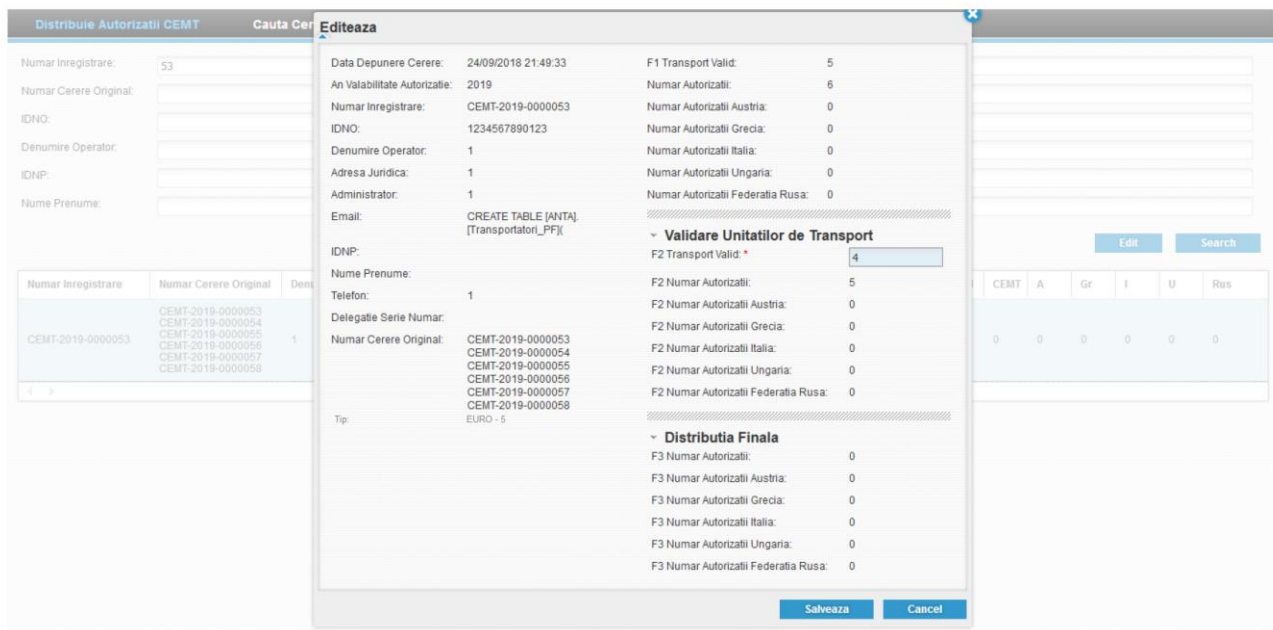 Distribuie Autorizatii CEMT
Cauta Cer
Numar Inregistrare: 53
Numar Cerere Original:
IDNO:
Denumire Operator:
IDNP:
Nume Prenume:
Edit
Search
Numar Inregistrare Numar Cerere Original Denu CEMT A Gr I U Rus
CEMT-2019-0000053
CEMT-2019-0000053
CEMT-2019-0000054
CEMT-2019-0000055
CEMT-2019-0000056
CEMT-2019-0000057
CEMT-2019-0000058
1
0 0 0 0 0 0
Editeaza
Data Depunere Cerere: 24/09/2018 21:49:33
An Valabilitate Autorizatie: 2019
Numar Inregistrare: CEMT-2019-0000053
IDNO: 1234567890123
Denumire Operator: 1
Adresa Juridica: 1
Administrator: 1
Email: CREATE TABLE [ANTA].
[Transportatori_PF](
IDNP:
Nume Prenume:
Telefon: 1
Delegatie Serie Numar:
Numar Cerere Original: CEMT-2019-0000053
CEMT-2019-0000054
CEMT-2019-0000055
CEMT-2019-0000056
CEMT-2019-0000057
CEMT-2019-0000058
Tip: EURO - 5
F1 Transport Valid: 5
Numar Autorizatii: 6
Numar Autorizatii Austria: 0
Numar Autorizatii Grecia: 0
Numar Autorizatii Italia: 0
Numar Autorizatii Ungaria: 0
Numar Autorizatii Federatia Rusa: 0
Validare Unitatilor de Transport
F2 Transport Valid: * 4
F2 Numar Autorizatii: 5
F2 Numar Autorizatii Austria: 0
F2 Numar Autorizatii Grecia: 0
F2 Numar Autorizatii Italia: 0
F2 Numar Autorizatii Ungaria: 0
F2 Numar Autorizatii Federatia Rusa: 0
Distributia Finala
F3 Numar Autorizatii: 0
F3 Numar Autorizatii Austria: 0
F3 Numar Autorizatii Grecia: 0
F3 Numar Autorizatii Italia: 0
F3 Numar Autorizatii Ungaria: 0
F3 Numar Autorizatii Federatia Rusa: 0
Salveaza
Cancel